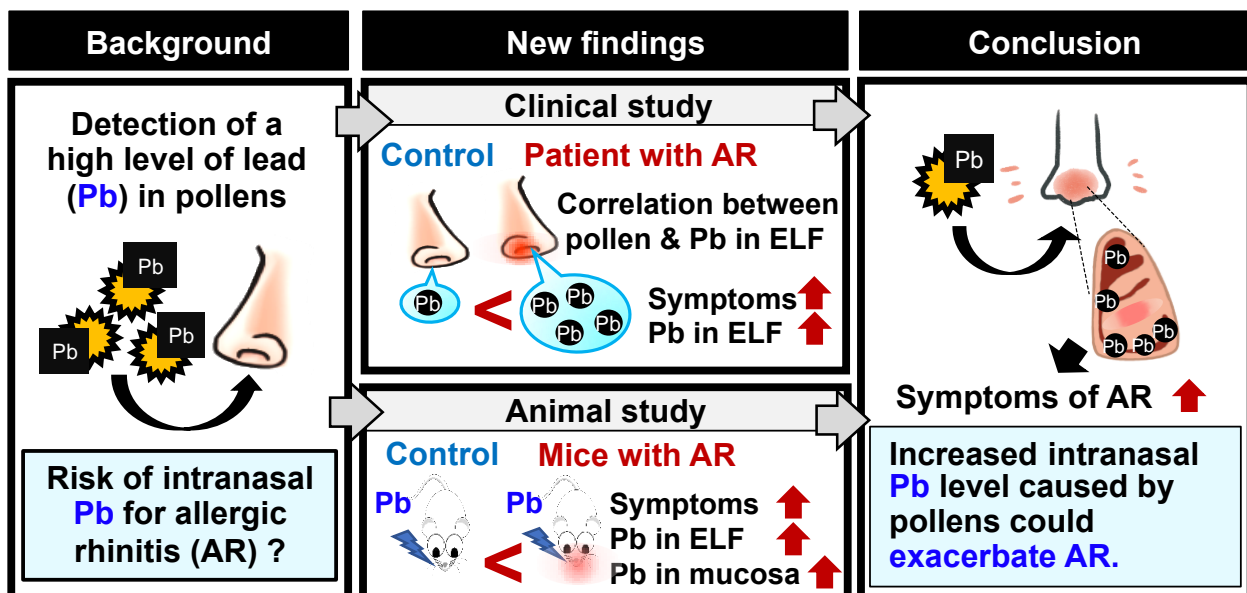 Background
Detection of a
high level of lead
(Pb) in pollens
Pb
Pb
Pb
Risk of intranasal
Pb for allergic
rhinitis (AR) ?
New findings
Clinical study
Control
Patient with AR
Correlation between
pollen & Pb in ELF
Pb
<
Pb
Pb
Pb
Pb
Symptoms
Pb in ELF
Animal study
Control
Mice with AR
Pb
<
Pb
Symptoms
Pb in ELF
Pb in mucosa
Conclusion
Pb
Pb
Pb
Pb
Pb
Pb
Symptoms of AR
Increased intranasal
Pb level caused by
pollens could
exacerbate AR.